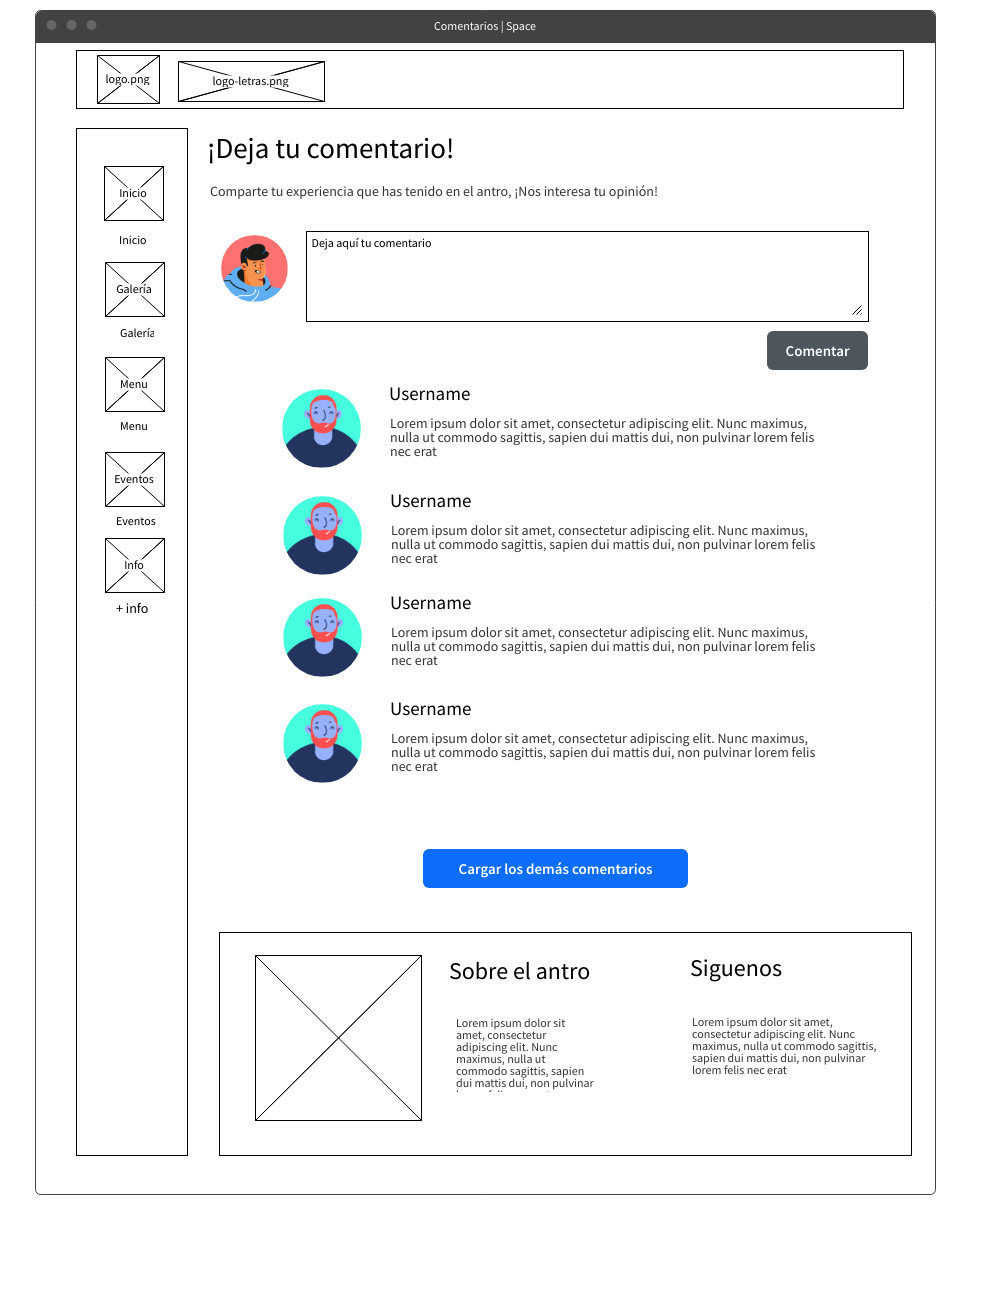 Comentarios | Space
logo.png
logo-letras.png
Inicio
Inicio
Galería
Galería
Menu
Menu
Eventos
Eventos
Info
+ info
¡Deja tu comentario!
Comparte tu experiencia que has tenido en el antro, ¡Nos interesa tu opinión!
Deja aquí tu comentario
Comentar
Username
Lorem ipsum dolor sit amet, consectetur adipiscing elit. Nunc maximus,
nulla ut commodo sagittis, sapien dui mattis dui, non pulvinar lorem felis
nec erat
Username
Lorem ipsum dolor sit amet, consectetur adipiscing elit. Nunc maximus,
nulla ut commodo sagittis, sapien dui mattis dui, non pulvinar lorem felis
nec erat
Username
Lorem ipsum dolor sit amet, consectetur adipiscing elit. Nunc maximus,
nulla ut commodo sagittis, sapien dui mattis dui, non pulvinar lorem felis
nec erat
Username
Lorem ipsum dolor sit amet, consectetur adipiscing elit. Nunc maximus,
nulla ut commodo sagittis, sapien dui mattis dui, non pulvinar lorem felis
nec erat
Cargar los demás comentarios
Sobre el antro
Lorem ipsum dolor sit
amet, consectetur
adipiscing elit. Nunc
maximus, nulla ut
commodo sagittis, sapien
dui mattis dui, non pulvinar
Siguenos
Lorem ipsum dolor sit amet,
consectetur adipiscing elit. Nunc
maximus, nulla ut commodo sagittis,
sapien dui mattis dui, non pulvinar
lorem felis nec erat